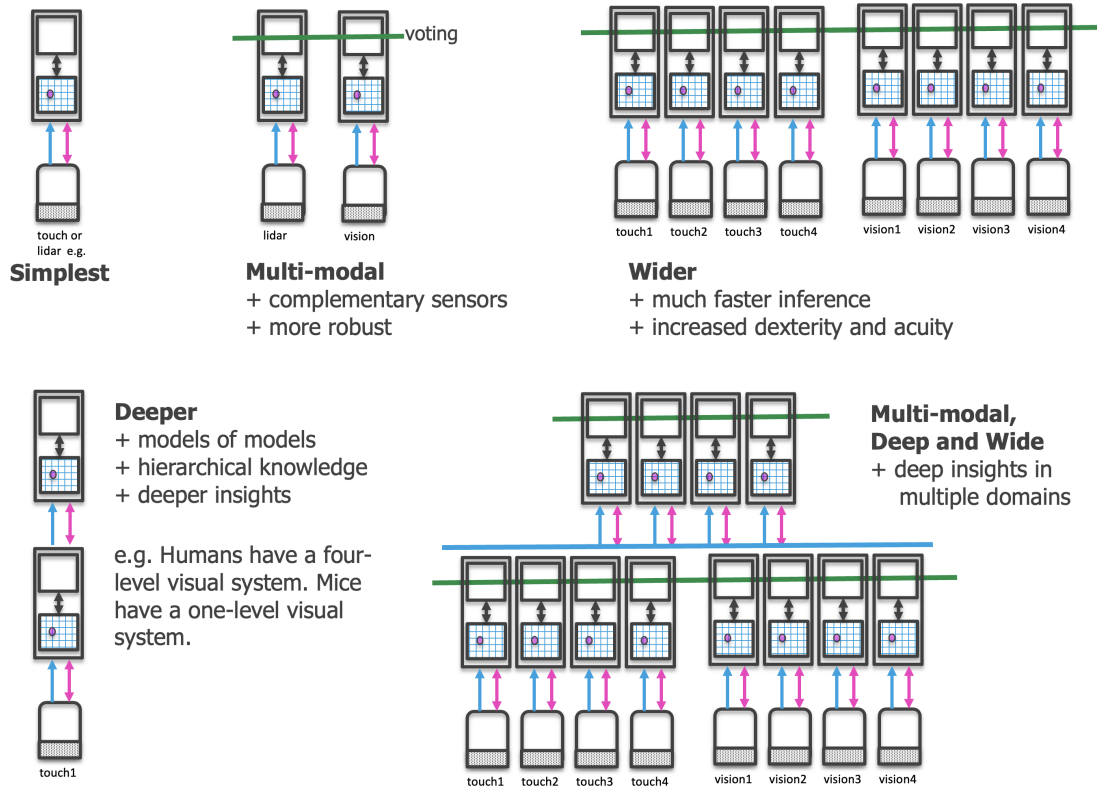 touch or
lidar e.g.
Simplest
voting
lidar
vision
Multi-modal
+ complementary sensors
+ more robust
touch1
touch2
touch3
touch4
vision1
vision2
vision3
vision4
Wider
+ much faster inference
+ increased dexterity and acuity
Deeper
+ models of models
+ hierarchical knowledge
+ deeper insights
e.g. Humans have a four-
level visual system. Mice
have a one-level visual
system.
touch1
Multi-modal,
Deep and Wide
+ deep insights in
multiple domains
touch1
touch2
touch3
touch4
vision1
vision2
vision3
vision4